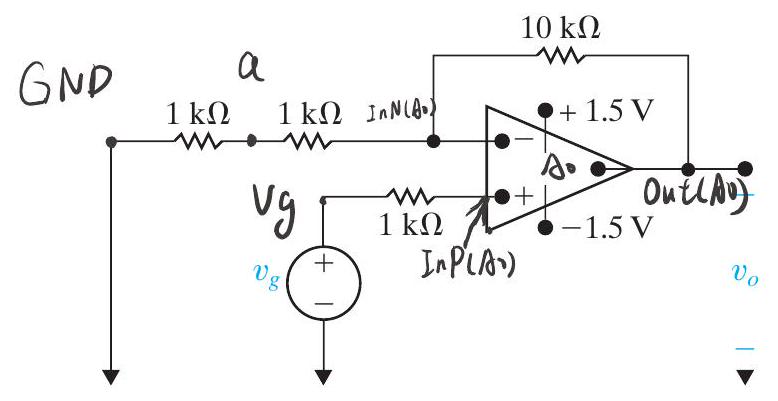 10 kΩ
a
GND
1 kΩ
1 kΩ
InN(A0)
+ 1.5 V
−
A0
Vg
+
Out(A0)
1 kΩ
−1.5 V
InP(A0)
+
v_g
−
v_o
−